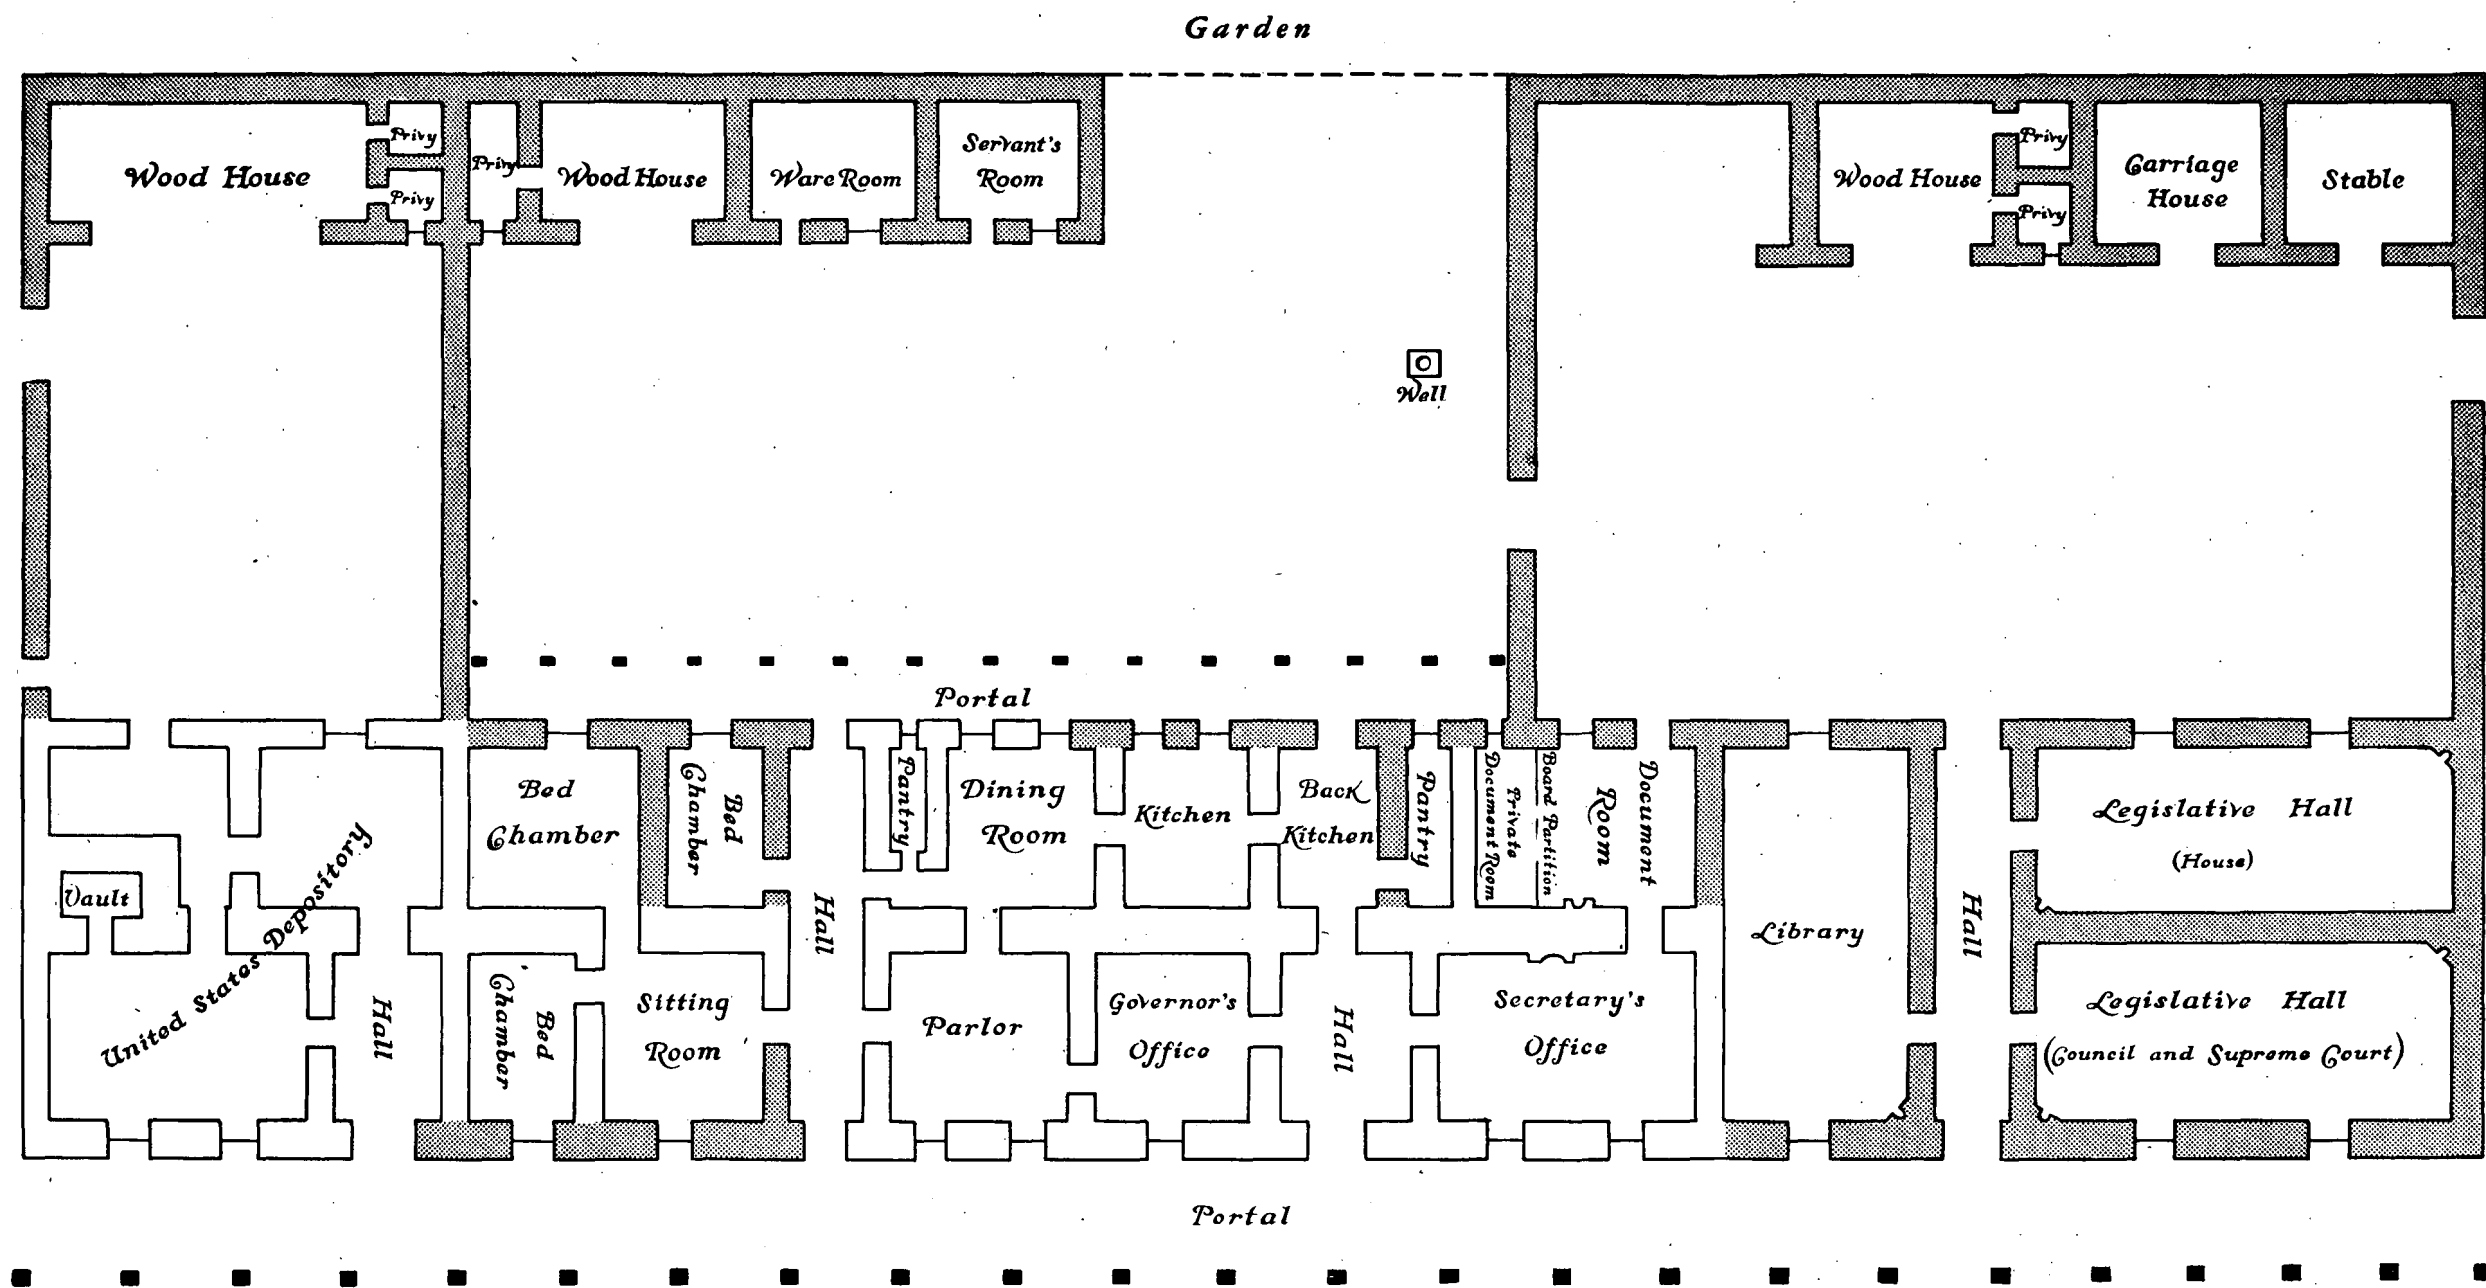 Garden
Wood House
Privy
Privy
Privy
Wood House
Ware Room
Servant's
Room
Wood House
Privy
Privy
Carriage
House
Stable
Well
Portal
Bed
Chamber
Bed
Chamber
Pantry
Dining
Room
Kitchen
Back
Kitchen
Pantry
Private
Document Room
Board Partition
Document
Room
Library
Legislative Hall
(House)
Vault
United States Depository
Hall
Hall
Bed
Chamber
Sitting
Room
Parlor
Governor's
Office
Hall
Secretary's
Office
Hall
Legislative Hall
(Council and Supreme Court)
Portal